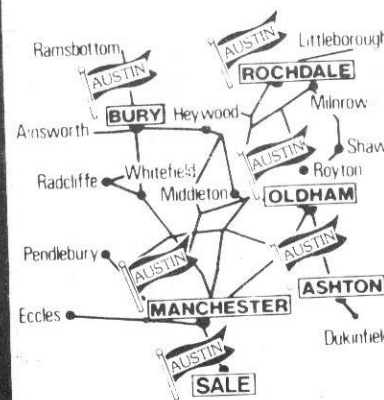 Ramsbottom
AUSTIN
Littleborough
AUSTIN
ROCHDALE
BURY
Heywood
Milnrow
Ainsworth
AUSTIN
Shaw
Royton
Radcliffe
Whitefield
Middleton
OLDHAM
Pendlebury
AUSTIN
AUSTIN
ASHTON
Eccles
MANCHESTER
Dukinfield
AUSTIN
SALE